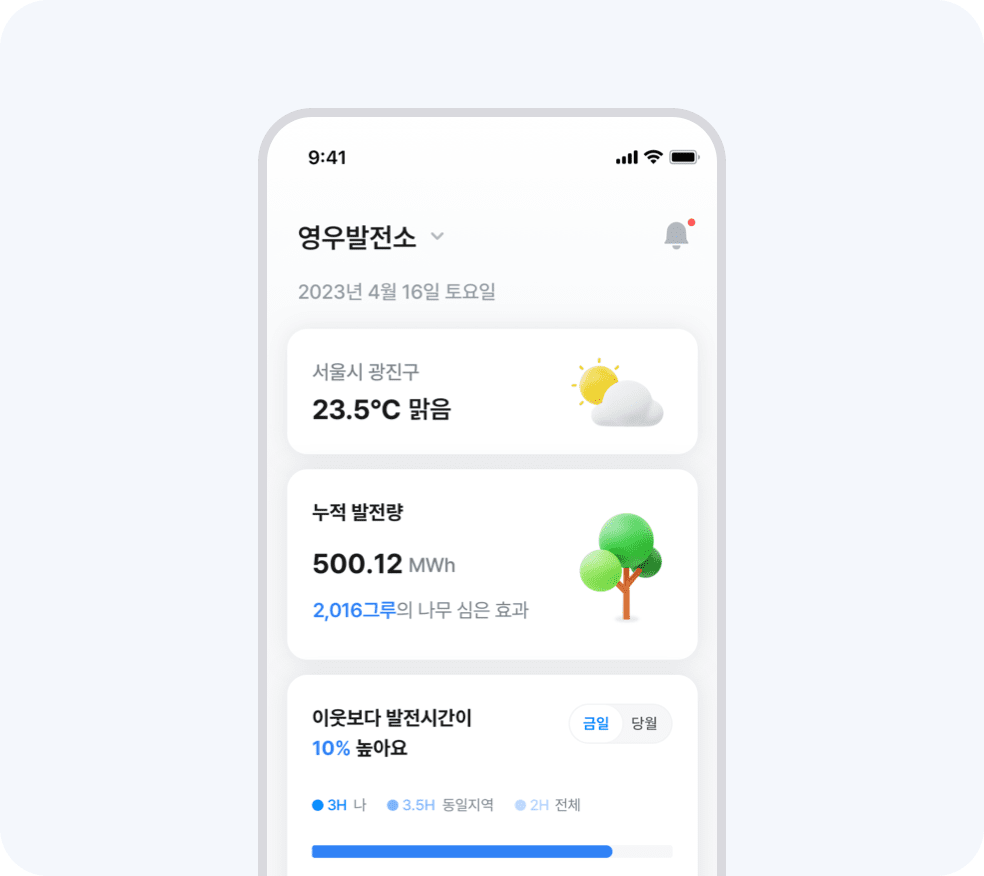 9:41
영우발전소
2023년 4월 16일 토요일
서울시 광진구
23.5°C 맑음
누적 발전량
500.12 MWh
2,016그루의 나무 심은 효과
이웃보다 발전시간이
10% 높아요
금일 당월
3H 나 3.5H 동일지역 2H 전체